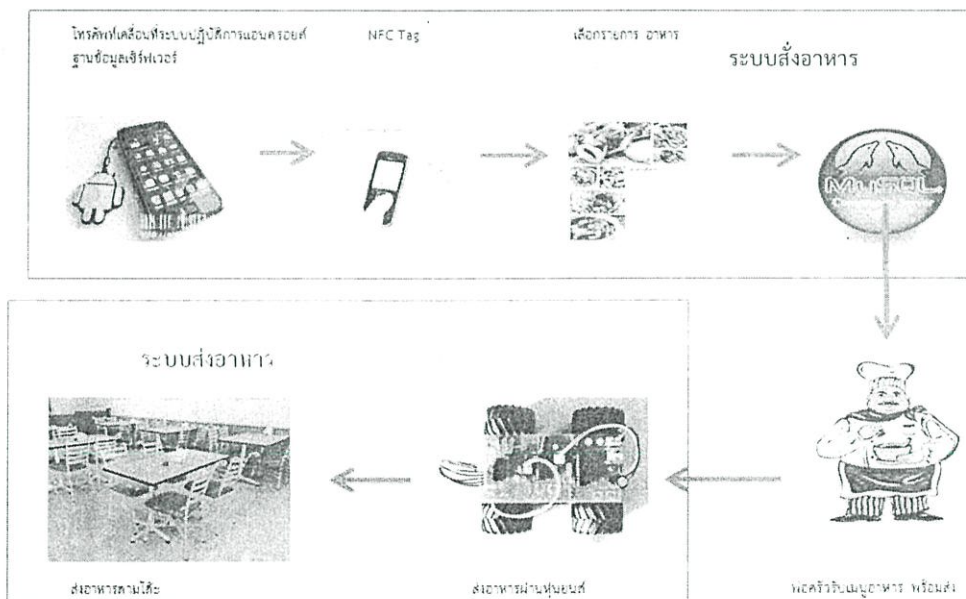 โทรศัพท์เคลื่อนที่ระบบปฏิบัติการแอนดรอยด์
ฐานข้อมูลเซิร์ฟเวอร์
NFC Tag
เลือกรายการ อาหาร
ระบบสั่งอาหาร
MySQL
ระบบส่งอาหาร
ส่งอาหารตามโต๊ะ
ส่งอาหารผ่านหุ่นยนต์
พ่อครัวรับเมนูอาหาร พร้อมส่ง